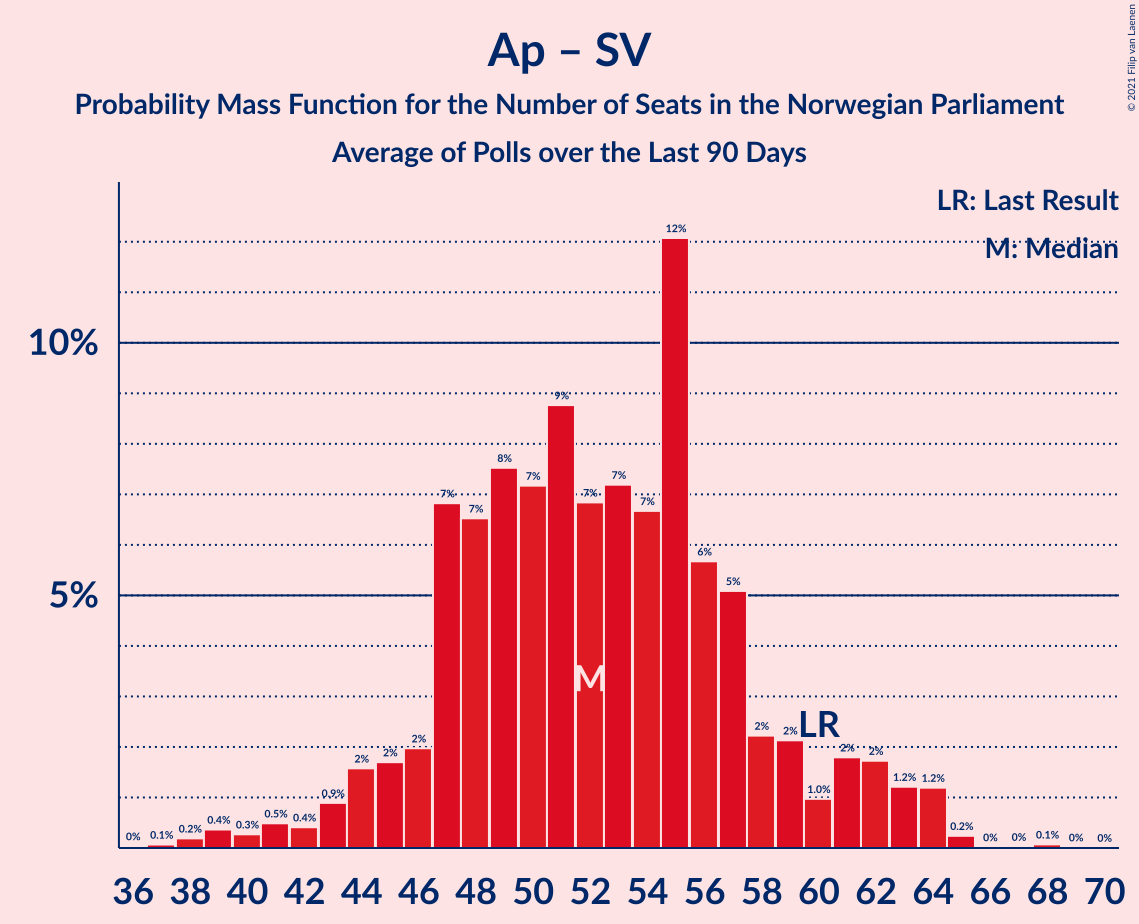 © 2021 Filip van Laenen
Ap – SV
Probability Mass Function for the Number of Seats in the Norwegian Parliament
Average of Polls over the Last 90 Days
LR: Last Result
M: Median
10%
5%
0% 0.1% 0.2% 0.4% 0.3% 0.5% 0.4% 0.9% 2% 2% 2% 7% 7% 8% 7% 9% 7% 7% 7% 12% 6% 5% 2% 2% 1.0% 2% 2% 1.2% 1.2% 0.2% 0% 0% 0.1% 0% 0%
M
LR
36 38 40 42 44 46 48 50 52 54 56 58 60 62 64 66 68 70